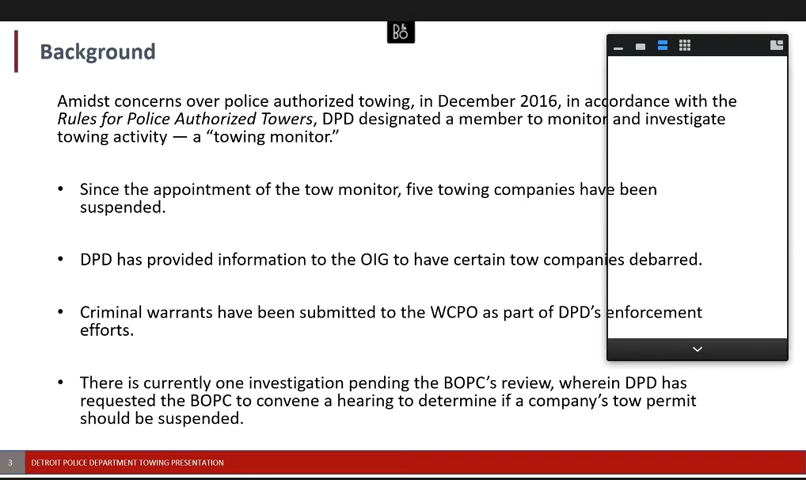 D&
BO
Background
Amidst concerns over police authorized towing, in December 2016, in accordance with the
Rules for Police Authorized Towers, DPD designated a member to monitor and investigate
towing activity — a “towing monitor.”
• Since the appointment of the tow monitor, five towing companies have been
suspended.
• DPD has provided information to the OIG to have certain tow companies debarred.
• Criminal warrants have been submitted to the WCPO as part of DPD’s enforcement
efforts.
• There is currently one investigation pending the BOPC’s review, wherein DPD has
requested the BOPC to convene a hearing to determine if a company’s tow permit
should be suspended.
3 DETROIT POLICE DEPARTMENT TOWING PRESENTATION